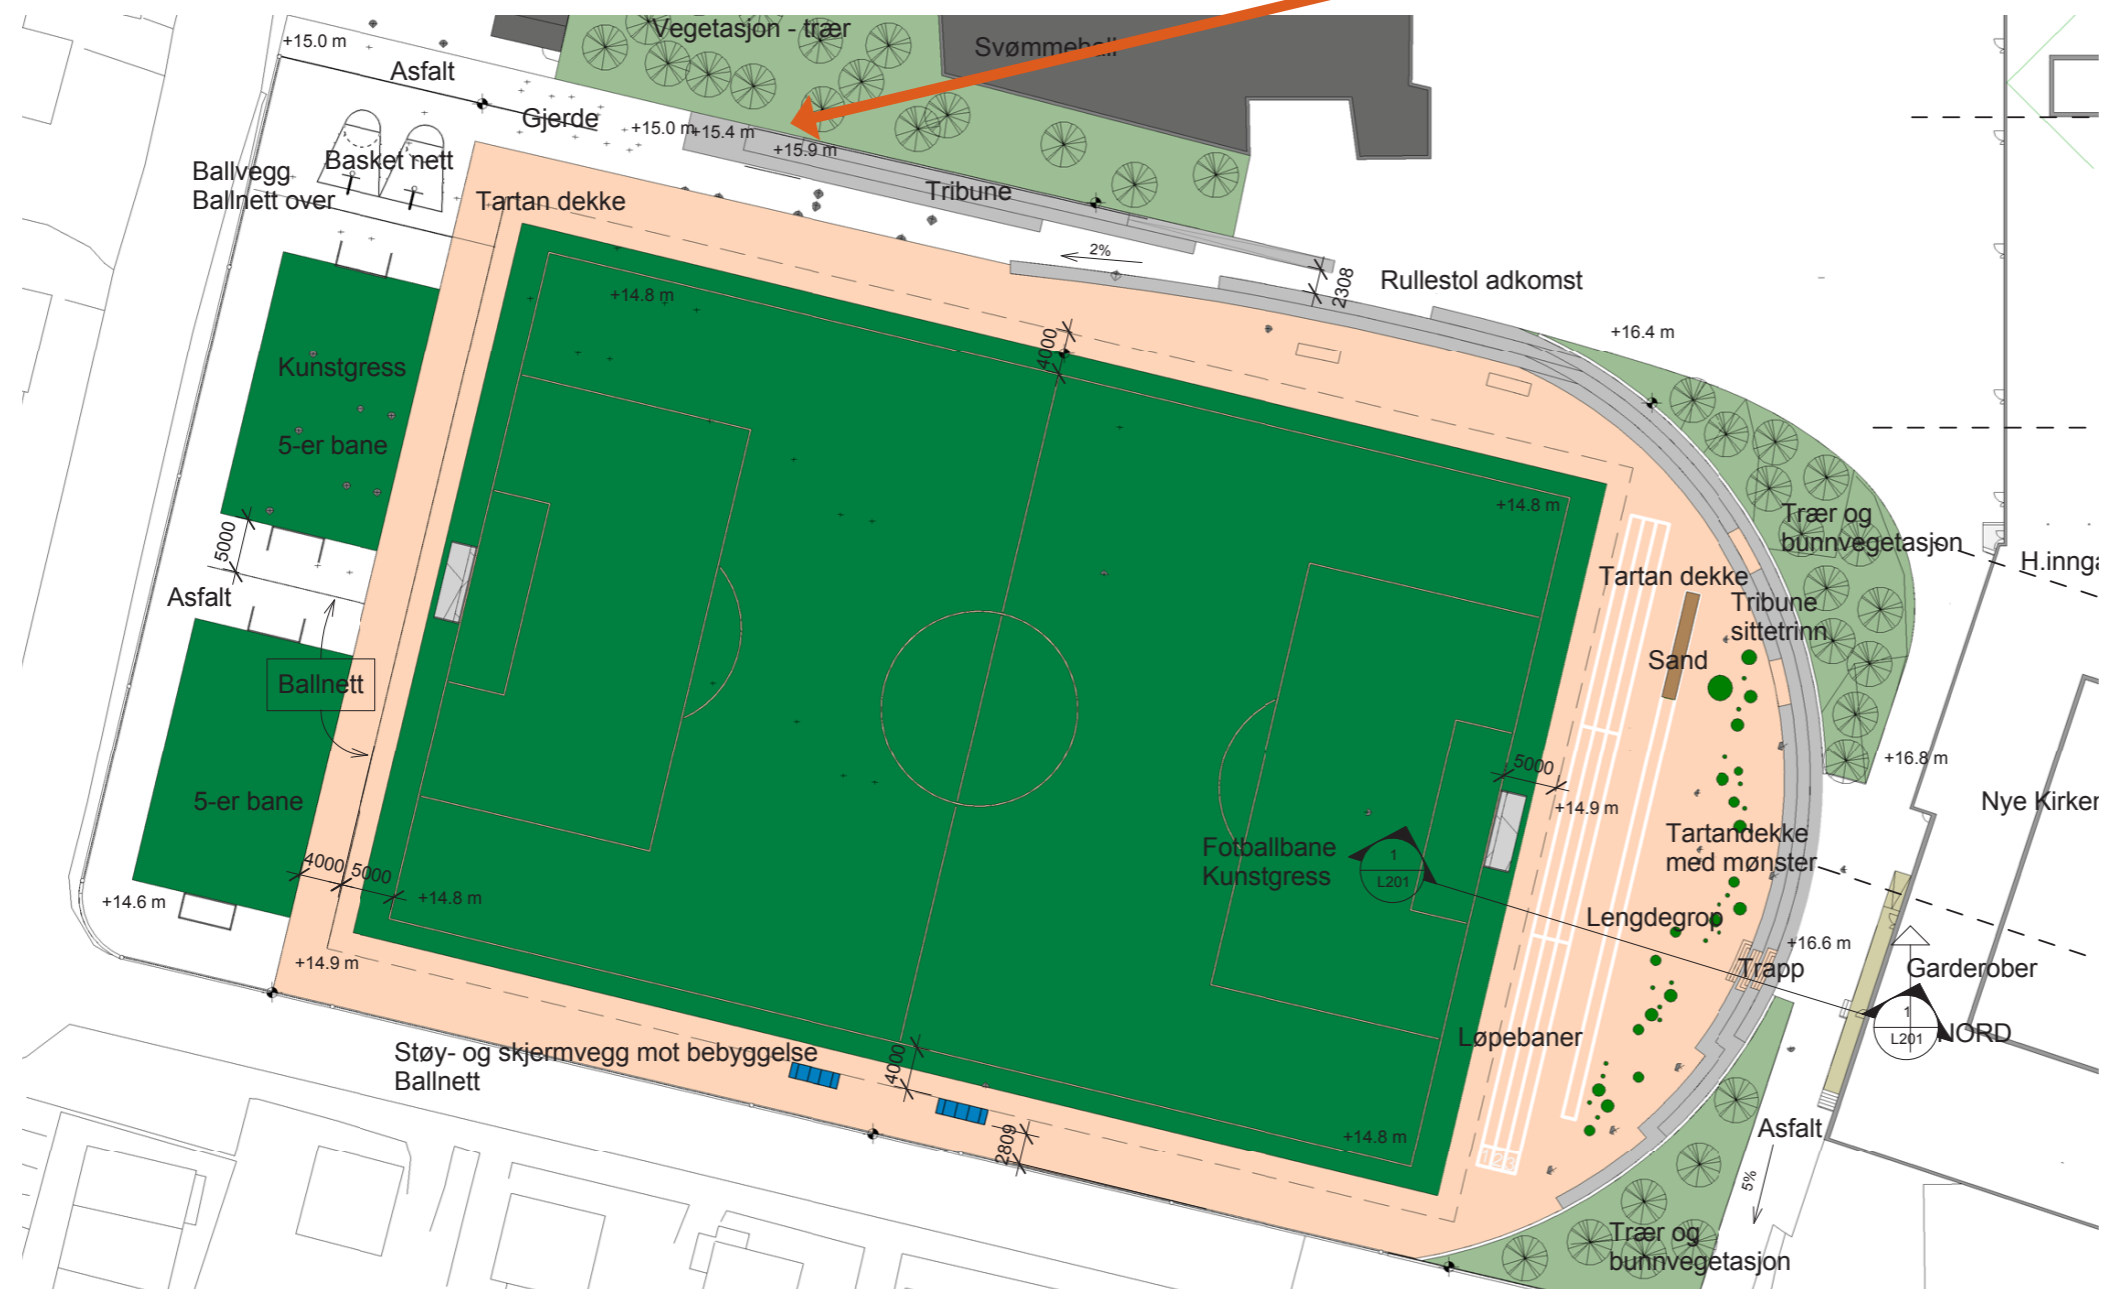 Vegetasjon - trær
+15.0 m
Svømmehall
Asfalt
Gjerde
+15.0 m
+15.4 m
+15.9 m
Basket nett
Ballvegg
Ballnett over
Tartan dekke
Tribune
2%
2308
Rullestol adkomst
+14.8 m
+16.4 m
4000
Kunstgress
5-er bane
+14.8 m
Trær og
bunnvegetasjon
5000
H.innga
Tartan dekke
Asfalt
Tribune
sittetrinn
Sand
Ballnett
+16.8 m
5000
+14.9 m
5-er bane
Nye Kirker
Tartandekke
med mønster
Fotballbane
Kunstgress
1
L201
4000
5000
+14.8 m
+14.6 m
Lengdegrop
+16.6 m
+14.9 m
Trapp
Garderober
1
L201
NORD
Løpebaner
Støy- og skjermvegg mot bebyggelse
Ballnett
4000
2809
+14.8 m
Asfalt
1 2 3
5%
Trær og
bunnvegetasjon